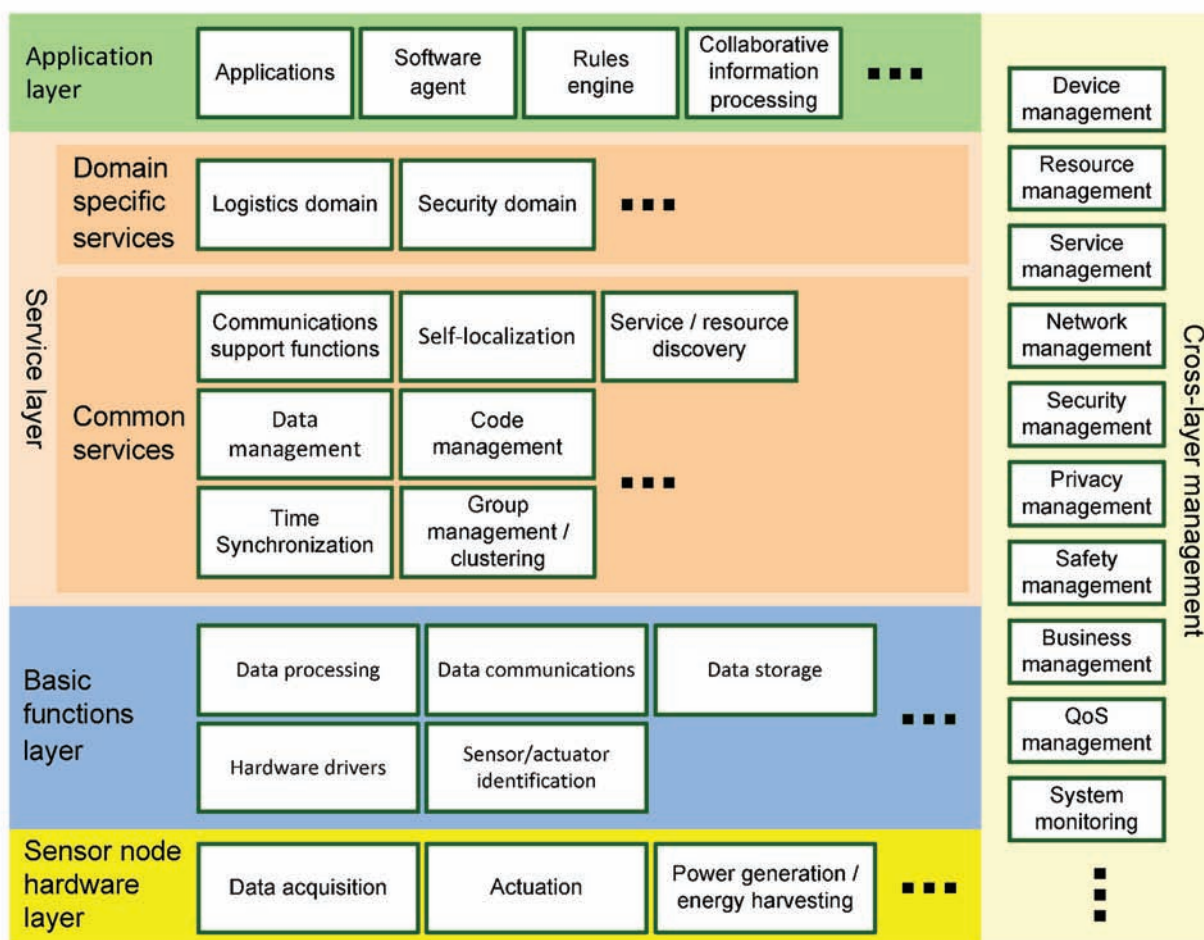 Application
layer
Applications
Software
agent
Rules
engine
Collaborative
information
processing
Service layer
Domain
specific
services
Logistics domain
Security domain
Common
services
Communications
support functions
Self-localization
Service / resource
discovery
Data
management
Code
management
Time
Synchronization
Group
management /
clustering
Basic
functions
layer
Data processing
Data communications
Data storage
Hardware drivers
Sensor/actuator
identification
Sensor node
hardware
layer
Data acquisition
Actuation
Power generation /
energy harvesting
Cross-layer management
Device
management
Resource
management
Service
management
Network
management
Security
management
Privacy
management
Safety
management
Business
management
QoS
management
System
monitoring